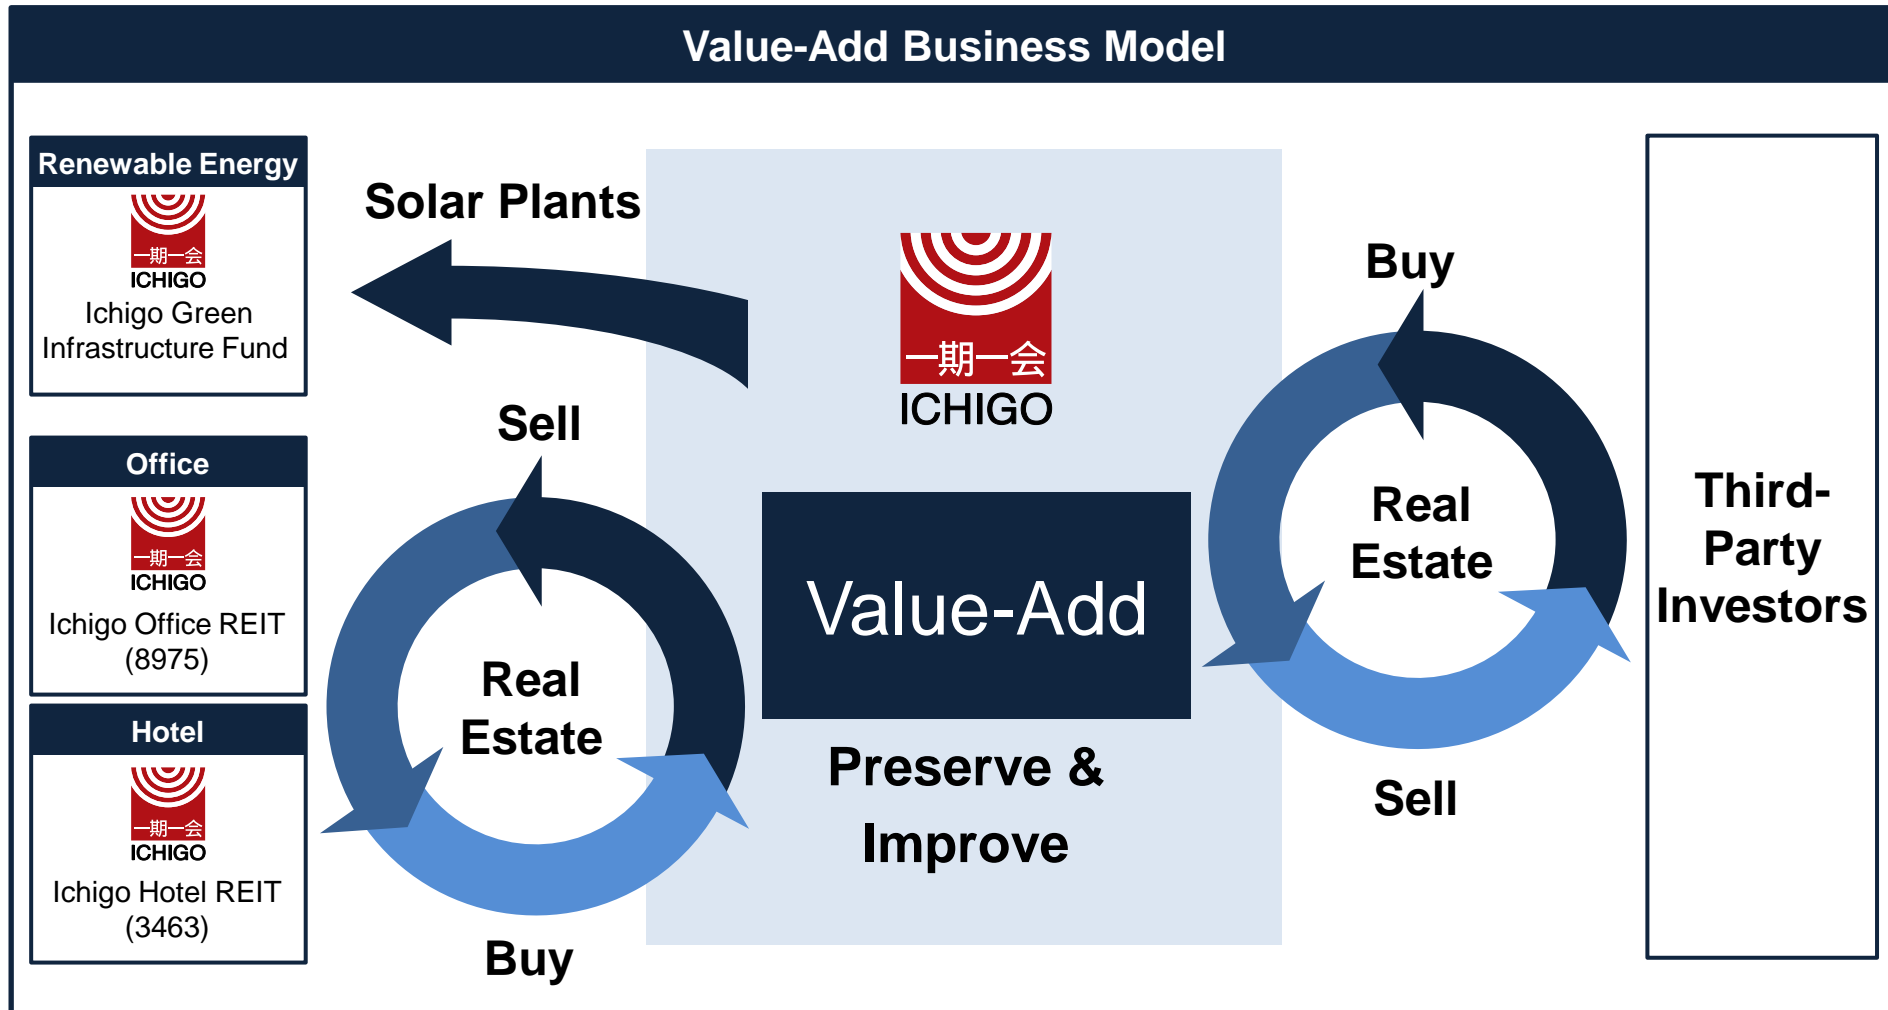 Value-Add Business Model
Renewable Energy
一期一会
ICHIGO
Ichigo Green
Infrastructure Fund
Office
一期一会
ICHIGO
Ichigo Office REIT
(8975)
Hotel
一期一会
ICHIGO
Ichigo Hotel REIT
(3463)
Solar Plants
Sell
Real
Estate
Buy
一期一会
ICHIGO
Value-Add
Preserve &
Improve
Buy
Real
Estate
Sell
Third-
Party
Investors